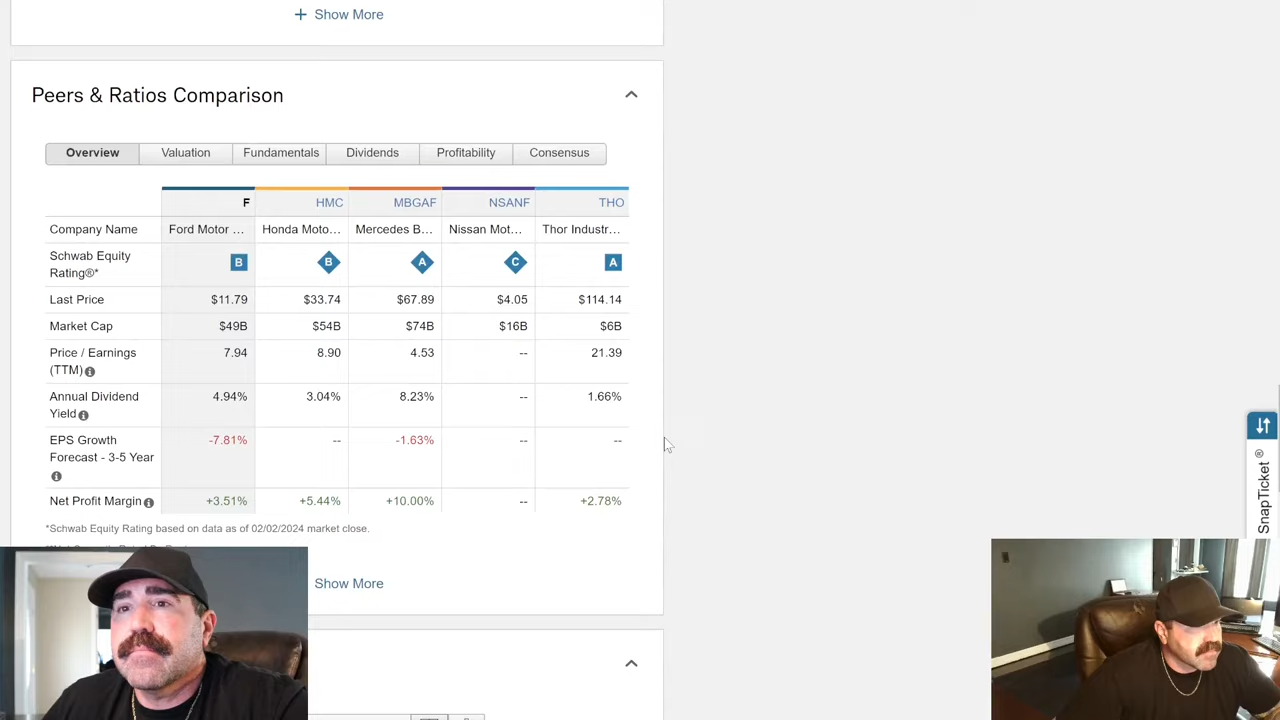 + Show More
Peers & Ratios Comparison
Overview Valuation Fundamentals Dividends Profitability Consensus
F HMC MBGAF NSANF THO
Company Name Ford Motor ... Honda Moto... Mercedes B... Nissan Mot... Thor Industr...
Schwab Equity
Rating®* B B A C A
Last Price $11.79 $33.74 $67.89 $4.05 $114.14
Market Cap $49B $54B $74B $16B $6B
Price / Earnings
(TTM) 7.94 8.90 4.53 -- 21.39
Annual Dividend
Yield 4.94% 3.04% 8.23% -- 1.66%
EPS Growth
Forecast - 3-5 Year -7.81% -- -1.63% -- --
Net Profit Margin +3.51% +5.44% +10.00% -- +2.78%
*Schwab Equity Rating based on data as of 02/02/2024 market close.
Show More
SnapTicket ®